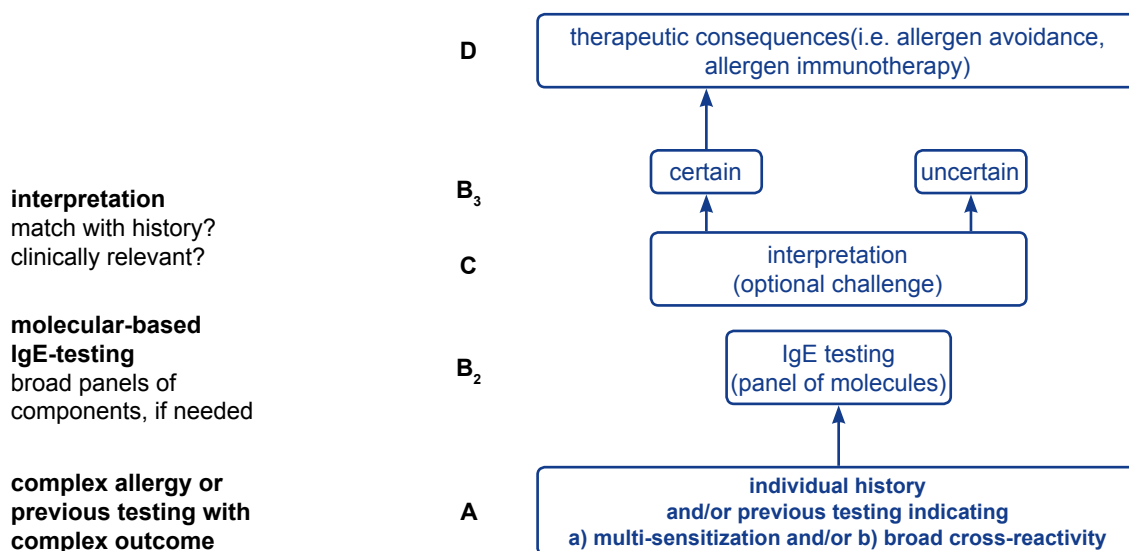 D
therapeutic consequences(i.e. allergen avoidance,
allergen immunotherapy)
certain
uncertain
interpretation
match with history?
clinically relevant?
B₃
C
interpretation
(optional challenge)
molecular-based
IgE-testing
broad panels of
components, if needed
B₂
IgE testing
(panel of molecules)
complex allergy or
previous testing with
complex outcome
A
individual history
and/or previous testing indicating
a) multi-sensitization and/or b) broad cross-reactivity